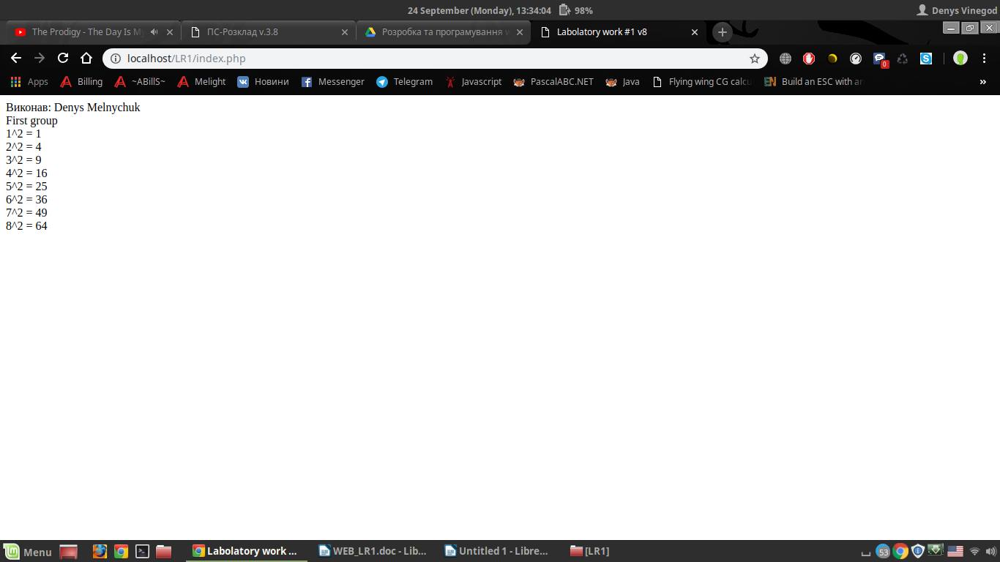 24 September (Monday), 13:34:04 98% Denys Vinegod
The Prodigy - The Day Is M ПС-Розклад v.3.8 Розробка та програмування Labolatory work #1 v8
localhost/LR1/index.php 0
Apps Billing ~ABillS~ Melight Новини Messenger Telegram Javascript PascalABC.NET Java Flying wing CG calcu Build an ESC with ar »
Виконав: Denys Melnychuk
First group
1^2 = 1
2^2 = 4
3^2 = 9
4^2 = 16
5^2 = 25
6^2 = 36
7^2 = 49
8^2 = 64
Menu Labolatory work ... WEB_LR1.doc - Lib... Untitled 1 - Libre... [LR1] 53